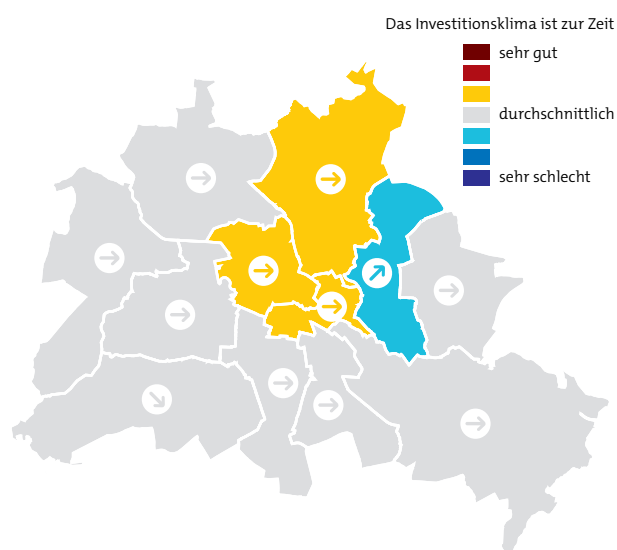 Das Investitionsklima ist zur Zeit
sehr gut
durchschnittlich
sehr schlecht